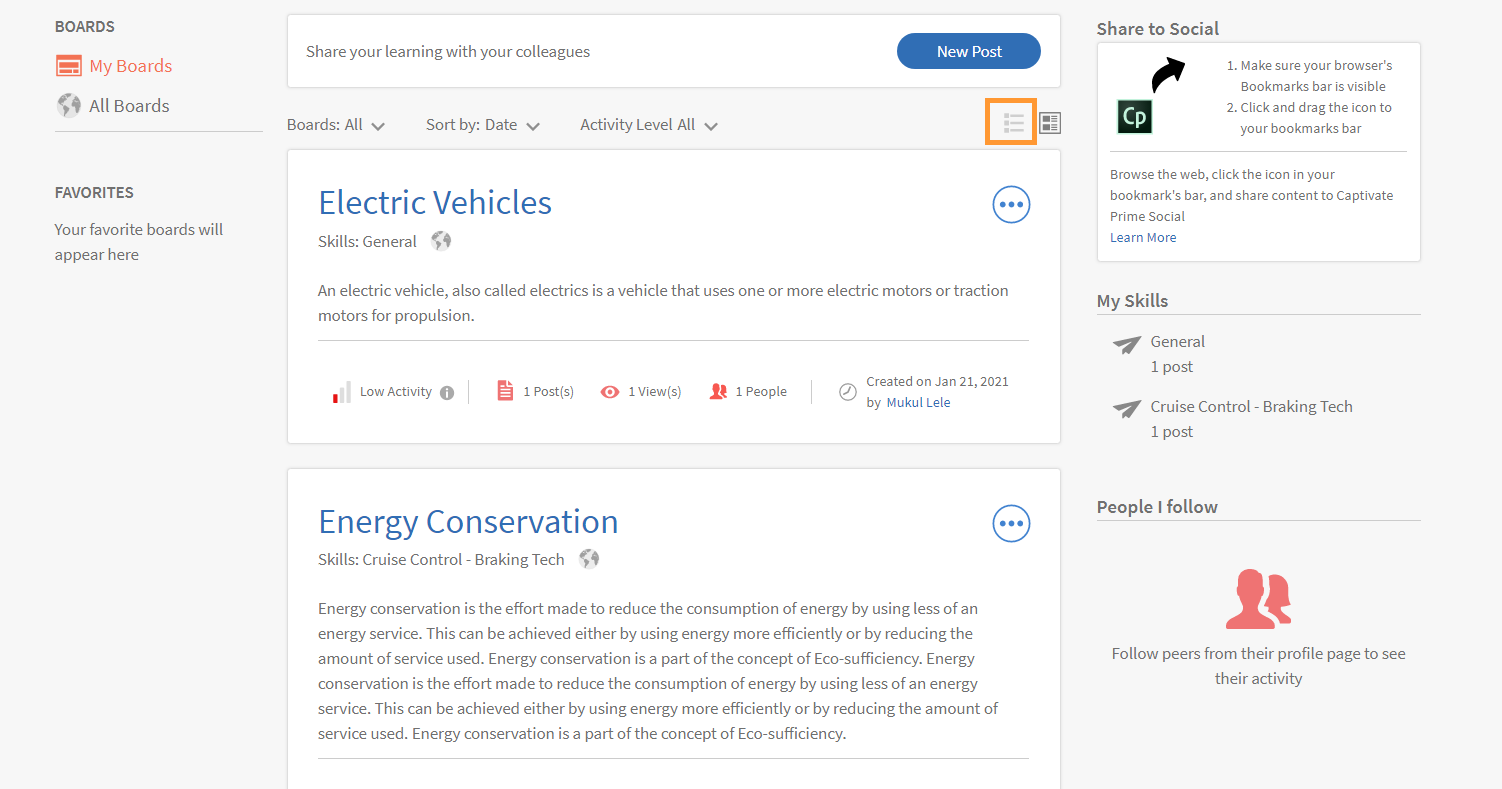 BOARDS
My Boards
All Boards
FAVORITES
Your favorite boards will
appear here
Share your learning with your colleagues
New Post
Boards: All
Sort by: Date
Activity Level All
Electric Vehicles
Skills: General
An electric vehicle, also called electrics is a vehicle that uses one or more electric motors or traction
motors for propulsion.
Low Activity
1 Post(s)
1 View(s)
1 People
Created on Jan 21, 2021
by Mukul Lele
Energy Conservation
Skills: Cruise Control - Braking Tech
Energy conservation is the effort made to reduce the consumption of energy by using less of an
energy service. This can be achieved either by using energy more efficiently or by reducing the
amount of service used. Energy conservation is a part of the concept of Eco-sufficiency. Energy
conservation is the effort made to reduce the consumption of energy by using less of an energy
service. This can be achieved either by using energy more efficiently or by reducing the amount of
service used. Energy conservation is a part of the concept of Eco-sufficiency.
Share to Social
Cp
1. Make sure your browser's
Bookmarks bar is visible
2. Click and drag the icon to
your bookmarks bar
Browse the web, click the icon in your
bookmark's bar, and share content to Captivate
Prime Social
Learn More
My Skills
General
1 post
Cruise Control - Braking Tech
1 post
People I follow
Follow peers from their profile page to see
their activity